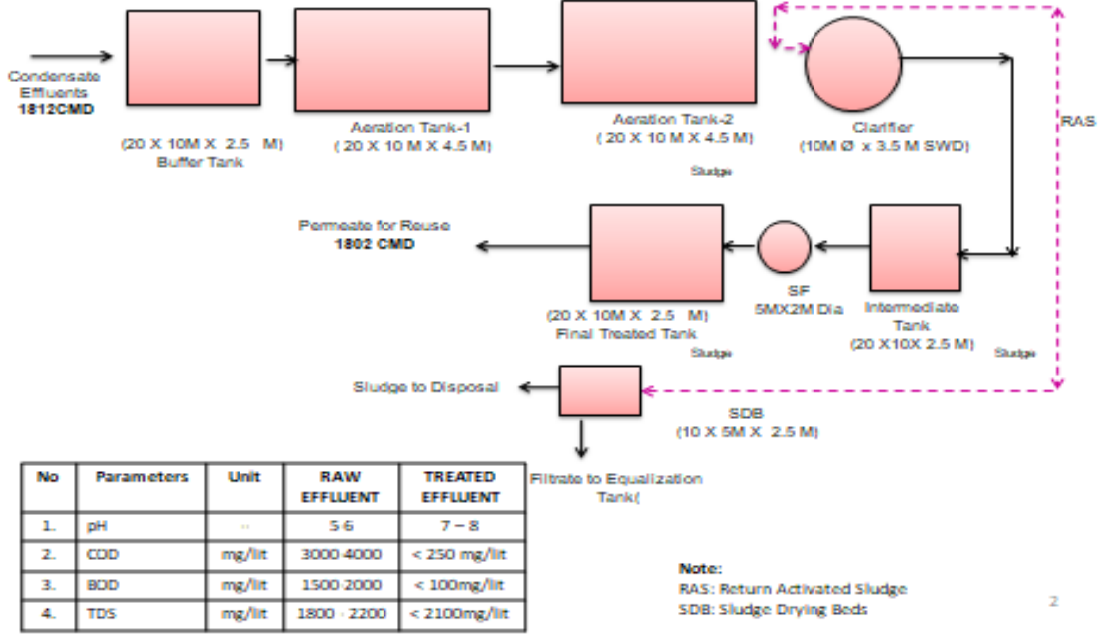 Condensate
Effluents
1812CMD
(20 X 10M X 2.5 M)
Buffer Tank
Aeration Tank-1
( 20 X 10 M X 4.5 M)
Aeration Tank-2
( 20 X 10 M X 4.5 M)
Sludge
Clarifier
(10M Ø x 3.5 M SWD)
RAS
Permeate for Reuse
1802 CMD
(20 X 10M X 2.5 M)
Final Treated Tank
Sludge
SF
5MX2M Dia
Intermediate
Tank
(20 X10X 2.5 M)
Sludge
Sludge to Disposal
SDB
(10 X 5M X 2.5 M)
Filtrate to Equalization
Tank(
No Parameters Unit RAW EFFLUENT TREATED EFFLUENT
1. pH -- 5-6 7 – 8
2. COD mg/lit 3000-4000 < 250 mg/lit
3. BOD mg/lit 1500-2000 < 100mg/lit
4. TDS mg/lit 1800 - 2200 < 2100mg/lit
Note:
RAS: Return Activated Sludge
SDB: Sludge Drying Beds
2